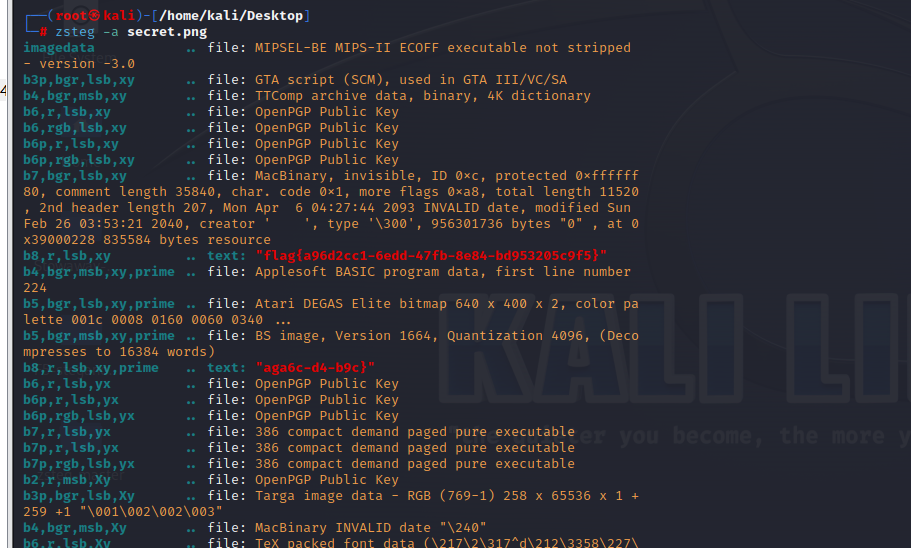 4
┌──(root㉿kali)-[/home/kali/Desktop]
└─# zsteg -a secret.png
imagedata .. file: MIPSEL-BE MIPS-II ECOFF executable not stripped
- version -3.0
b3p,bgr,lsb,xy .. file: GTA script (SCM), used in GTA III/VC/SA
b4,bgr,msb,xy .. file: TTComp archive data, binary, 4K dictionary
b6,r,lsb,xy .. file: OpenPGP Public Key
b6,rgb,lsb,xy .. file: OpenPGP Public Key
b6p,r,lsb,xy .. file: OpenPGP Public Key
b6p,rgb,lsb,xy .. file: OpenPGP Public Key
b7,bgr,lsb,xy .. file: MacBinary, invisible, ID 0×c, protected 0×ffffff
80, comment length 35840, char. code 0×1, more flags 0×a8, total length 11520
, 2nd header length 207, Mon Apr  6 04:27:44 2093 INVALID date, modified Sun
Feb 26 03:53:21 2040, creator '    ', type '\300', 956301736 bytes "0" , at 0
x39000228 835584 bytes resource
b8,r,lsb,xy .. text: "flag{a96d2cc1-6edd-47fb-8e84-bd953205c9f5}"
b4,bgr,msb,xy,prime .. file: Applesoft BASIC program data, first line number
224
b5,bgr,lsb,xy,prime .. file: Atari DEGAS Elite bitmap 640 x 400 x 2, color pa
lette 001c 0008 0160 0060 0340 ...
b5,bgr,msb,xy,prime .. file: BS image, Version 1664, Quantization 4096, (Deco
mpresses to 16384 words)
b8,r,lsb,xy,prime .. text: "aga6c-d4-b9c}"
b6,r,lsb,yx .. file: OpenPGP Public Key
b6p,r,lsb,yx .. file: OpenPGP Public Key
b6p,rgb,lsb,yx .. file: OpenPGP Public Key
b7,r,lsb,yx .. file: 386 compact demand paged pure executable
b7p,r,lsb,yx .. file: 386 compact demand paged pure executable
b7p,rgb,lsb,yx .. file: 386 compact demand paged pure executable
b2,r,msb,Xy .. file: OpenPGP Public Key
b3p,bgr,lsb,Xy .. file: Targa image data - RGB (769-1) 258 x 65536 x 1 +
259 +1 "\001\002\002\003"
b4,bgr,msb,Xy .. file: MacBinary INVALID date "\240"
b6,r,lsb,Xy .. file: TeX packed font data (\217\2\317^d\212\3358\227\
KALI LI
you become, the more y